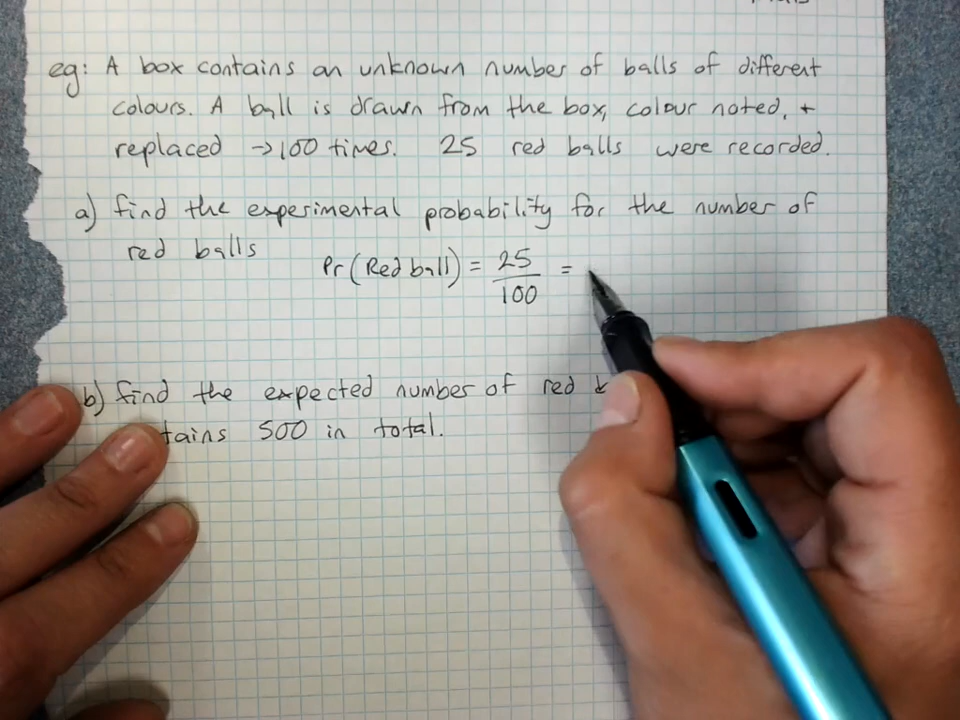 eg: A box contains an unknown number of balls of different
colours. A ball is drawn from the box, colour noted, +
replaced → 100 times. 25 red balls were recorded.
a) find the experimental probability for the number of
red balls
Pr(Red ball) = 25/100 =
b) find the expected number of red
tains 500 in total.